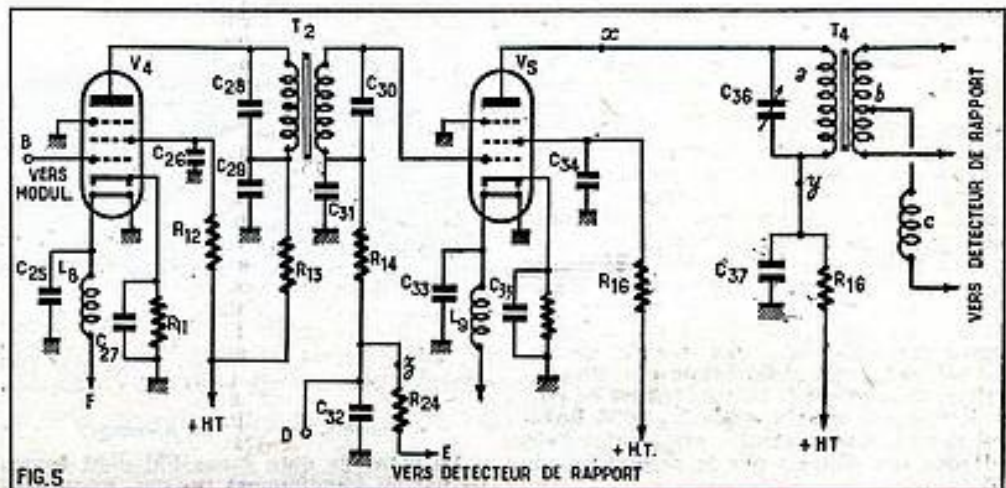 T2
T4
V4
V5
x
C28
C30
C36
a
b
B
VERS
MODUL.
C26
C34
C29
C31
y
c
R12
R13
R14
R16
C25
L8
C33
C35
C37
R16
L9
C27
R11
z
F
R24
C32
D
E
+HT
+H.T.
+HT
VERS DETECTEUR DE RAPPORT
VERS DÉTECTEUR DE RAPPORT
FIG.5